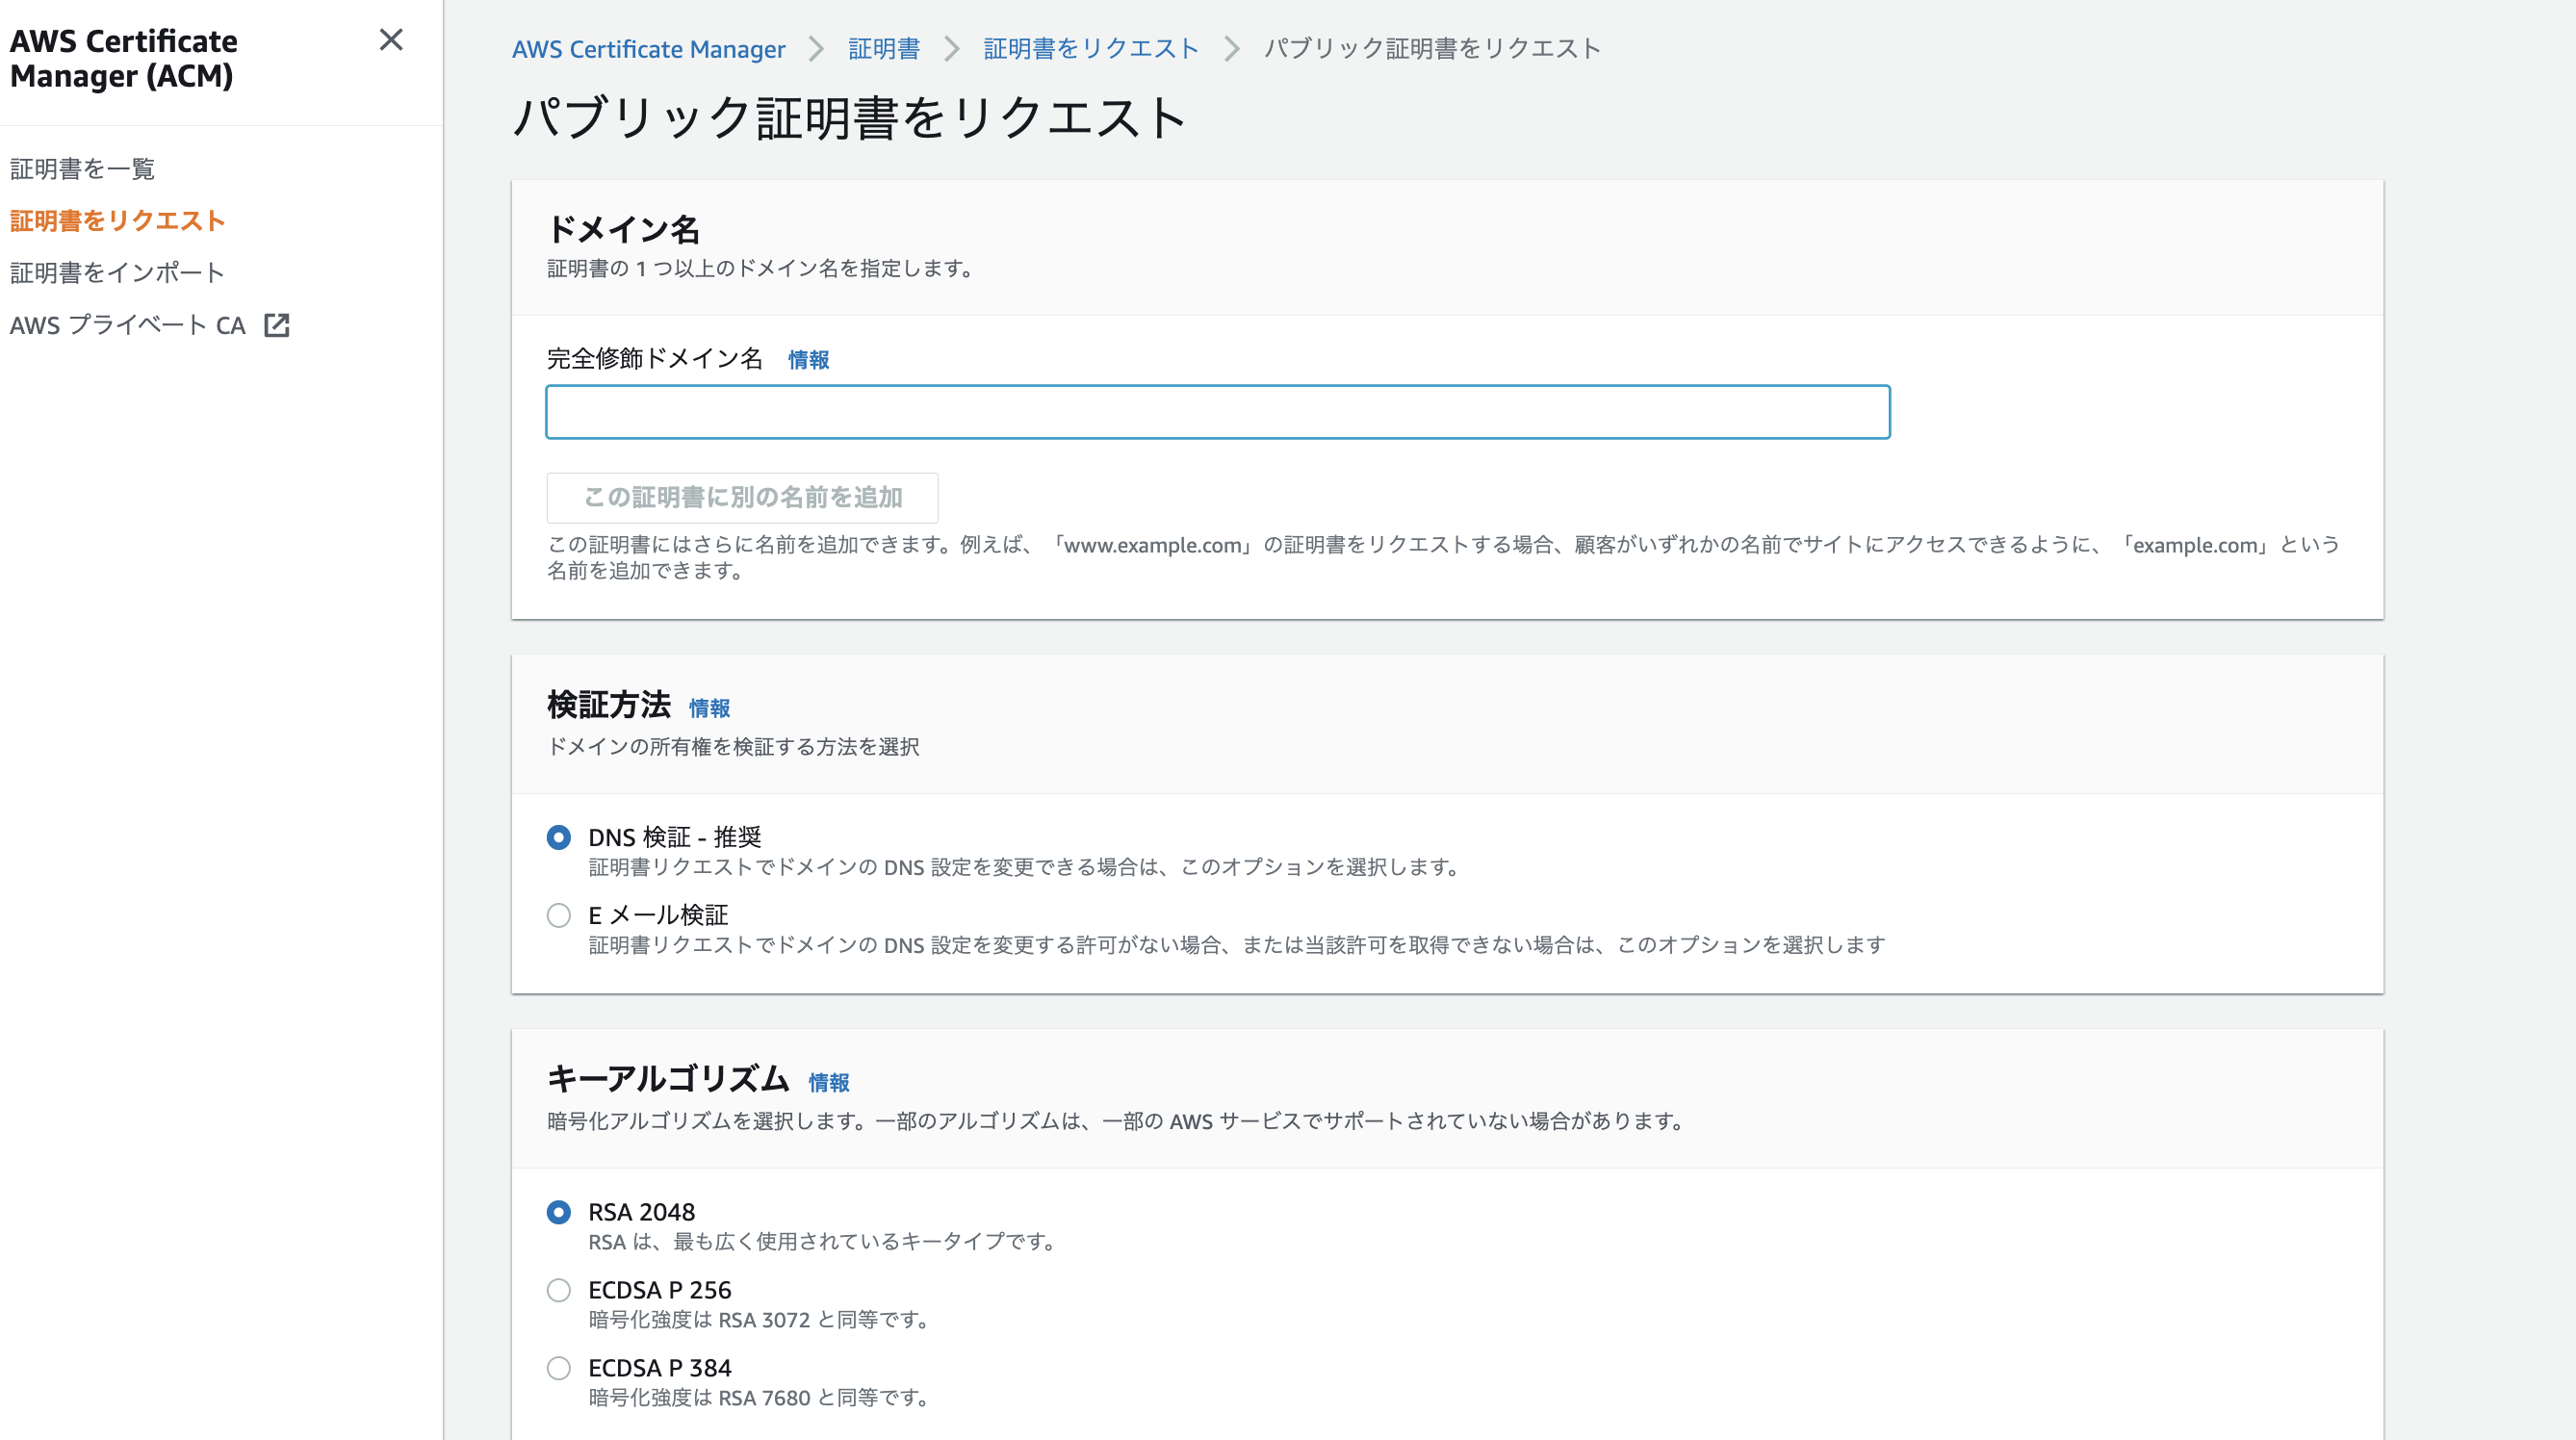 AWS Certificate
Manager (ACM)
証明書を一覧
証明書をリクエスト
証明書をインポート
AWS プライベート CA
AWS Certificate Manager
証明書
証明書をリクエスト
パブリック証明書をリクエスト
パブリック証明書をリクエスト
ドメイン名
証明書の 1 つ以上のドメイン名を指定します。
完全修飾ドメイン名 情報
この証明書に別の名前を追加
この証明書にはさらに名前を追加できます。例えば、「www.example.com」の証明書をリクエストする場合、顧客がいずれかの名前でサイトにアクセスできるように、「example.com」という
名前を追加できます。
検証方法 情報
ドメインの所有権を検証する方法を選択
DNS 検証 - 推奨
証明書リクエストでドメインの DNS 設定を変更できる場合は、このオプションを選択します。
E メール検証
証明書リクエストでドメインの DNS 設定を変更する許可がない場合、または当該許可を取得できない場合は、このオプションを選択します
キーアルゴリズム 情報
暗号化アルゴリズムを選択します。一部のアルゴリズムは、一部の AWS サービスでサポートされていない場合があります。
RSA 2048
RSA は、最も広く使用されているキータイプです。
ECDSA P 256
暗号化強度は RSA 3072 と同等です。
ECDSA P 384
暗号化強度は RSA 7680 と同等です。